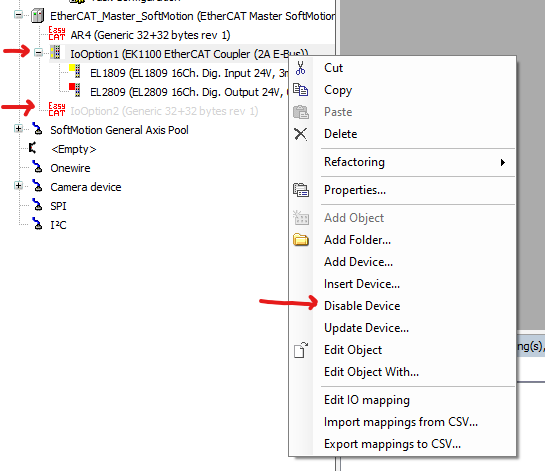 Task Configuration
EtherCAT_Master_SoftMotion (EtherCAT Master SoftMotion
Easy CAT
AR4 (Generic 32+32 bytes rev 1)
IoOption1 (EK1100 EtherCAT Coupler (2A E-Bus))
EL1809 (EL1809 16Ch. Dig. Input 24V, 3m
EL2809 (EL2809 16Ch. Dig. Output 24V,
Easy CAT
IoOption2 (Generic 32+32 bytes rev 1)
SoftMotion General Axis Pool
<Empty>
Onewire
Camera device
SPI
I²C
Cut
Copy
Paste
Delete
Refactoring
Properties...
Add Object
Add Folder...
Add Device...
Insert Device...
Disable Device
Update Device...
Edit Object
Edit Object With...
Edit IO mapping
Import mappings from CSV...
Export mappings to CSV...
ng(s),